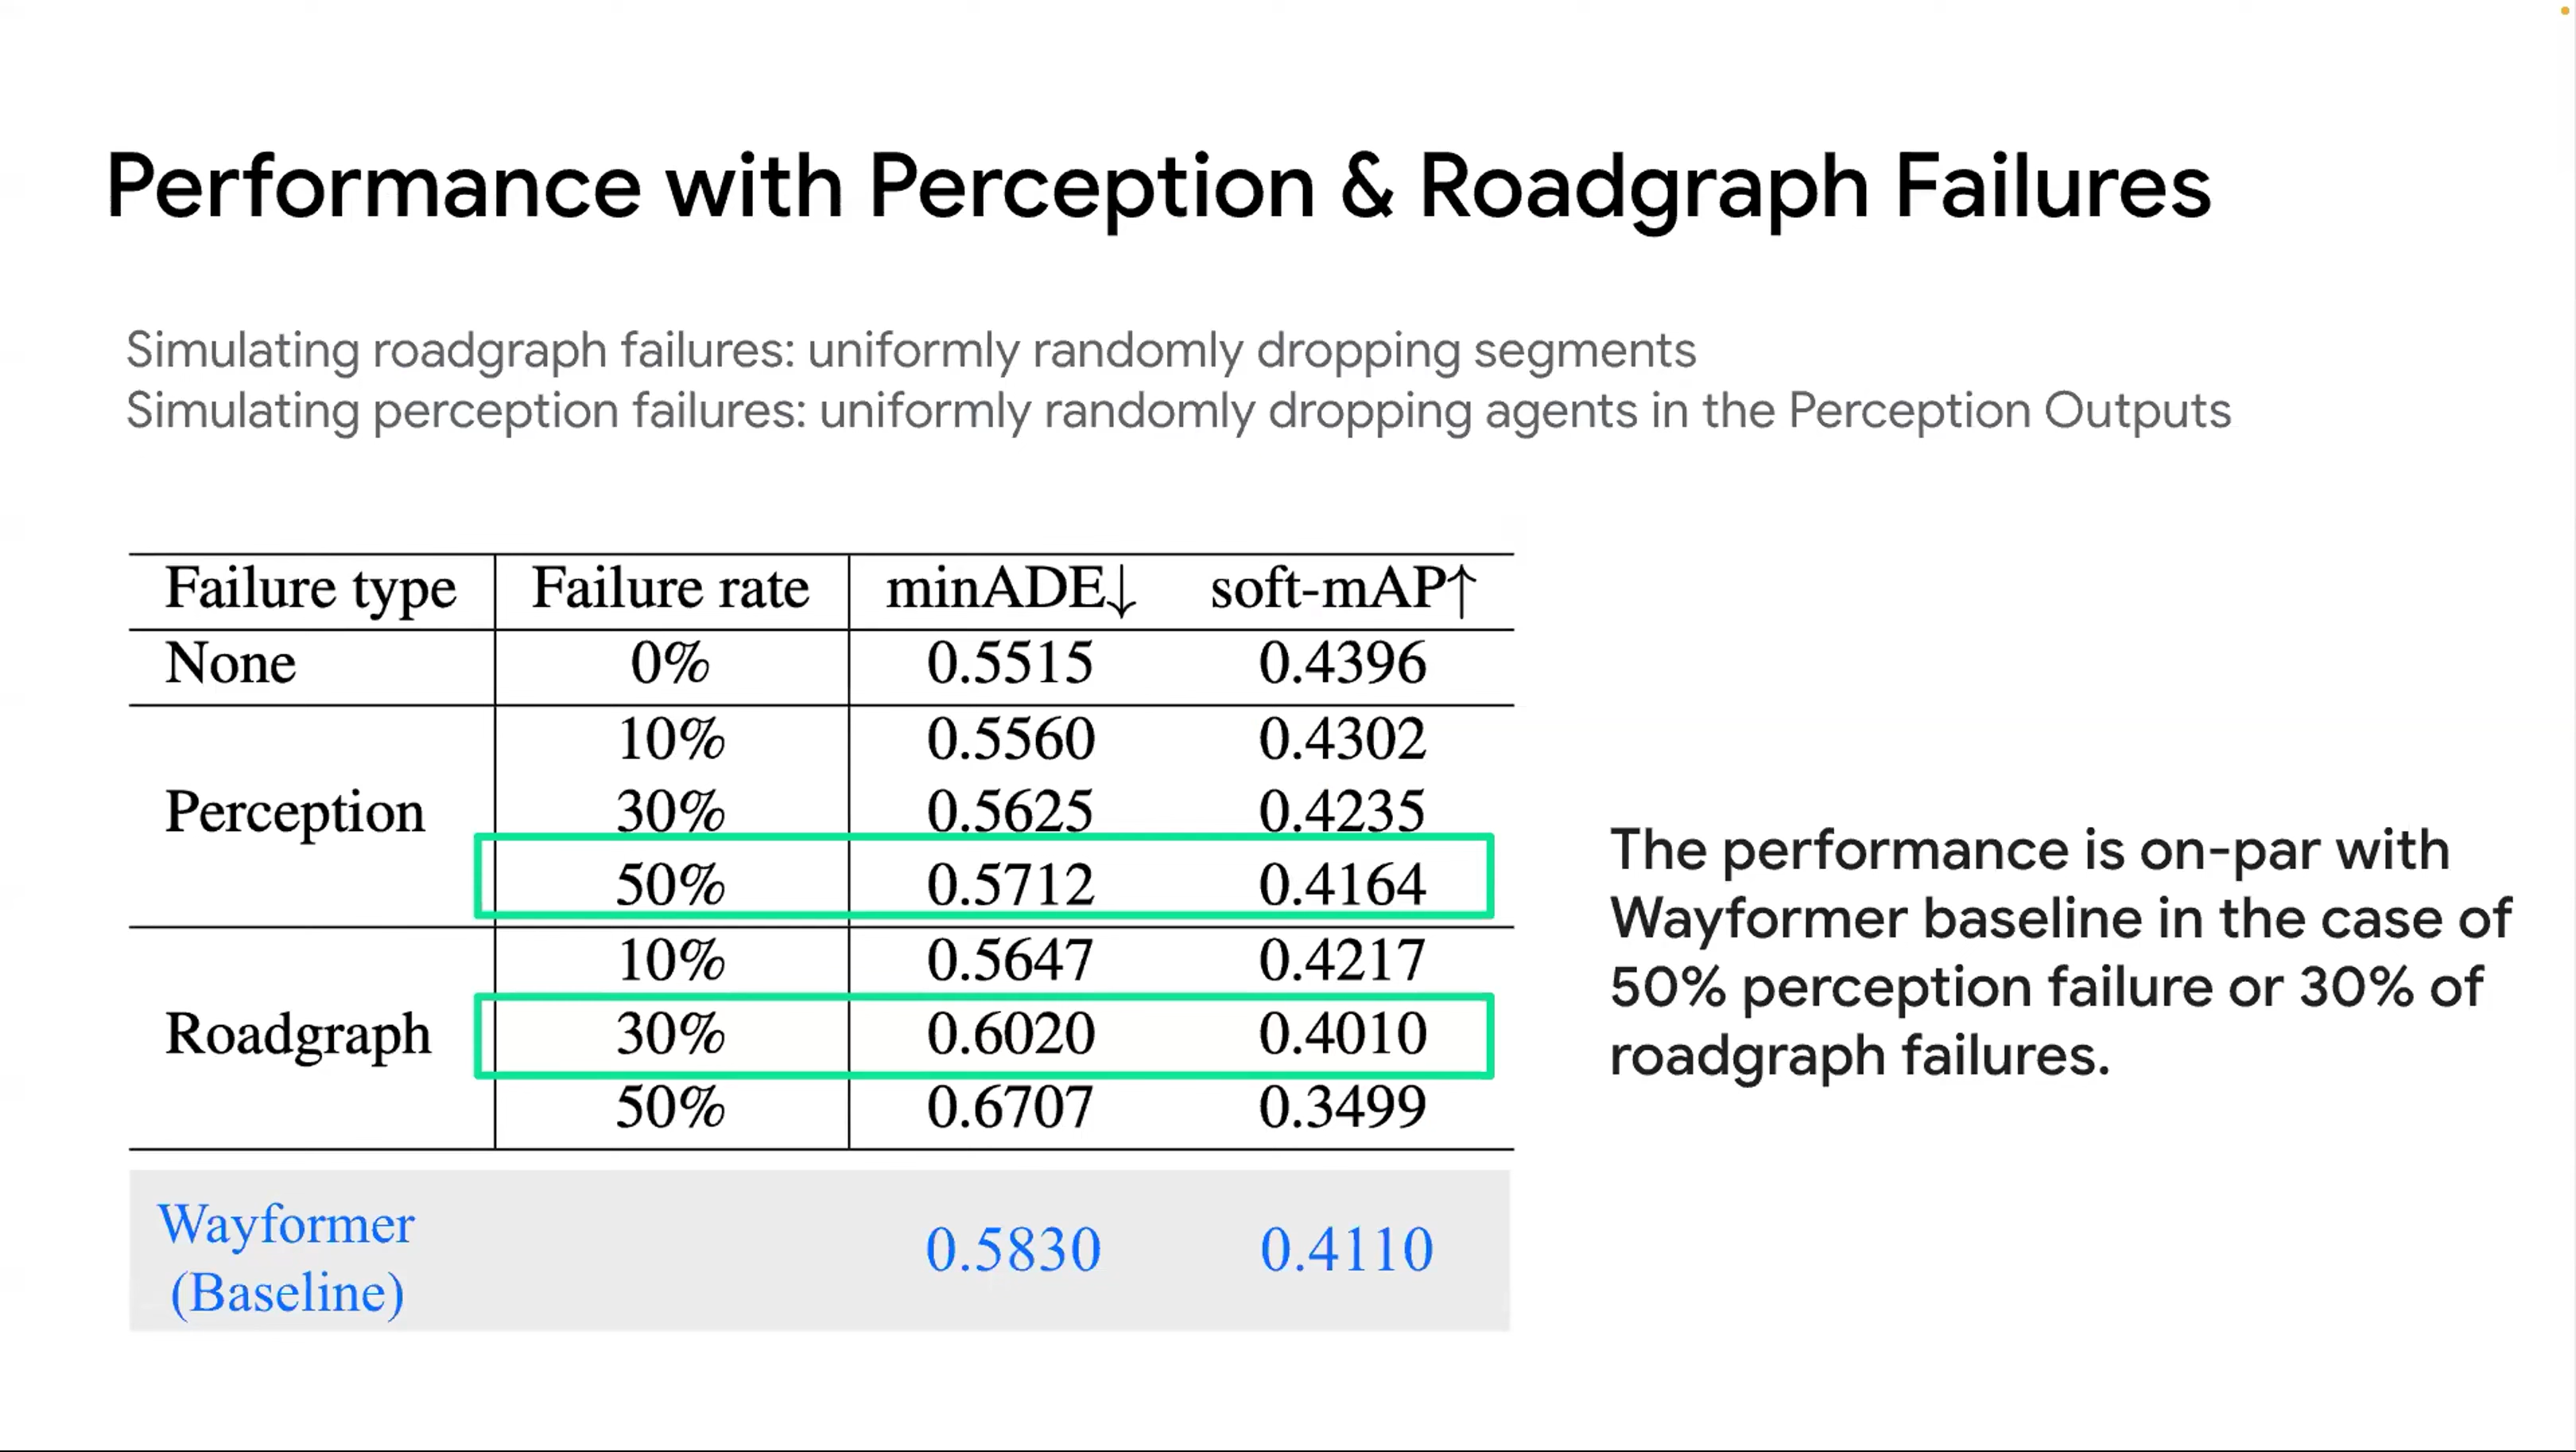 Performance with Perception & Roadgraph Failures
Simulating roadgraph failures: uniformly randomly dropping segments
Simulating perception failures: uniformly randomly dropping agents in the Perception Outputs
Failure type Failure rate minADE↓ soft-mAP↑
None 0% 0.5515 0.4396
10% 0.5560 0.4302
Perception 30% 0.5625 0.4235
50% 0.5712 0.4164
10% 0.5647 0.4217
Roadgraph 30% 0.6020 0.4010
50% 0.6707 0.3499
Wayformer
(Baseline) 0.5830 0.4110
The performance is on-par with
Wayformer baseline in the case of
50% perception failure or 30% of
roadgraph failures.